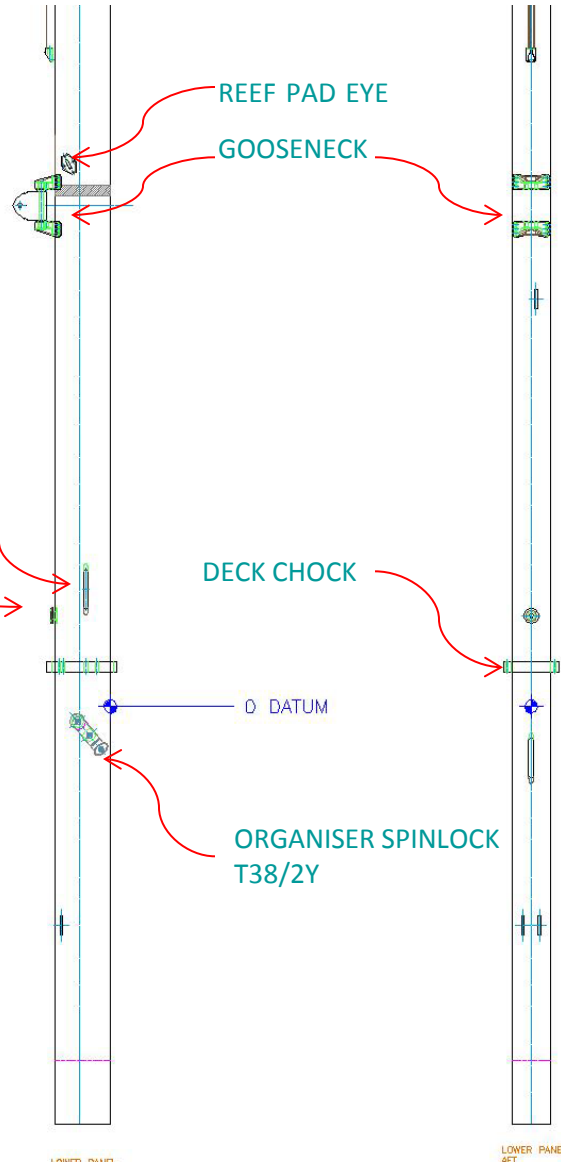 REEF PAD EYE
GOOSENECK
DECK CHOCK
0 DATUM
ORGANISER SPINLOCK
T38/2Y
LOWER PANEL
LOWER PANE
AFT